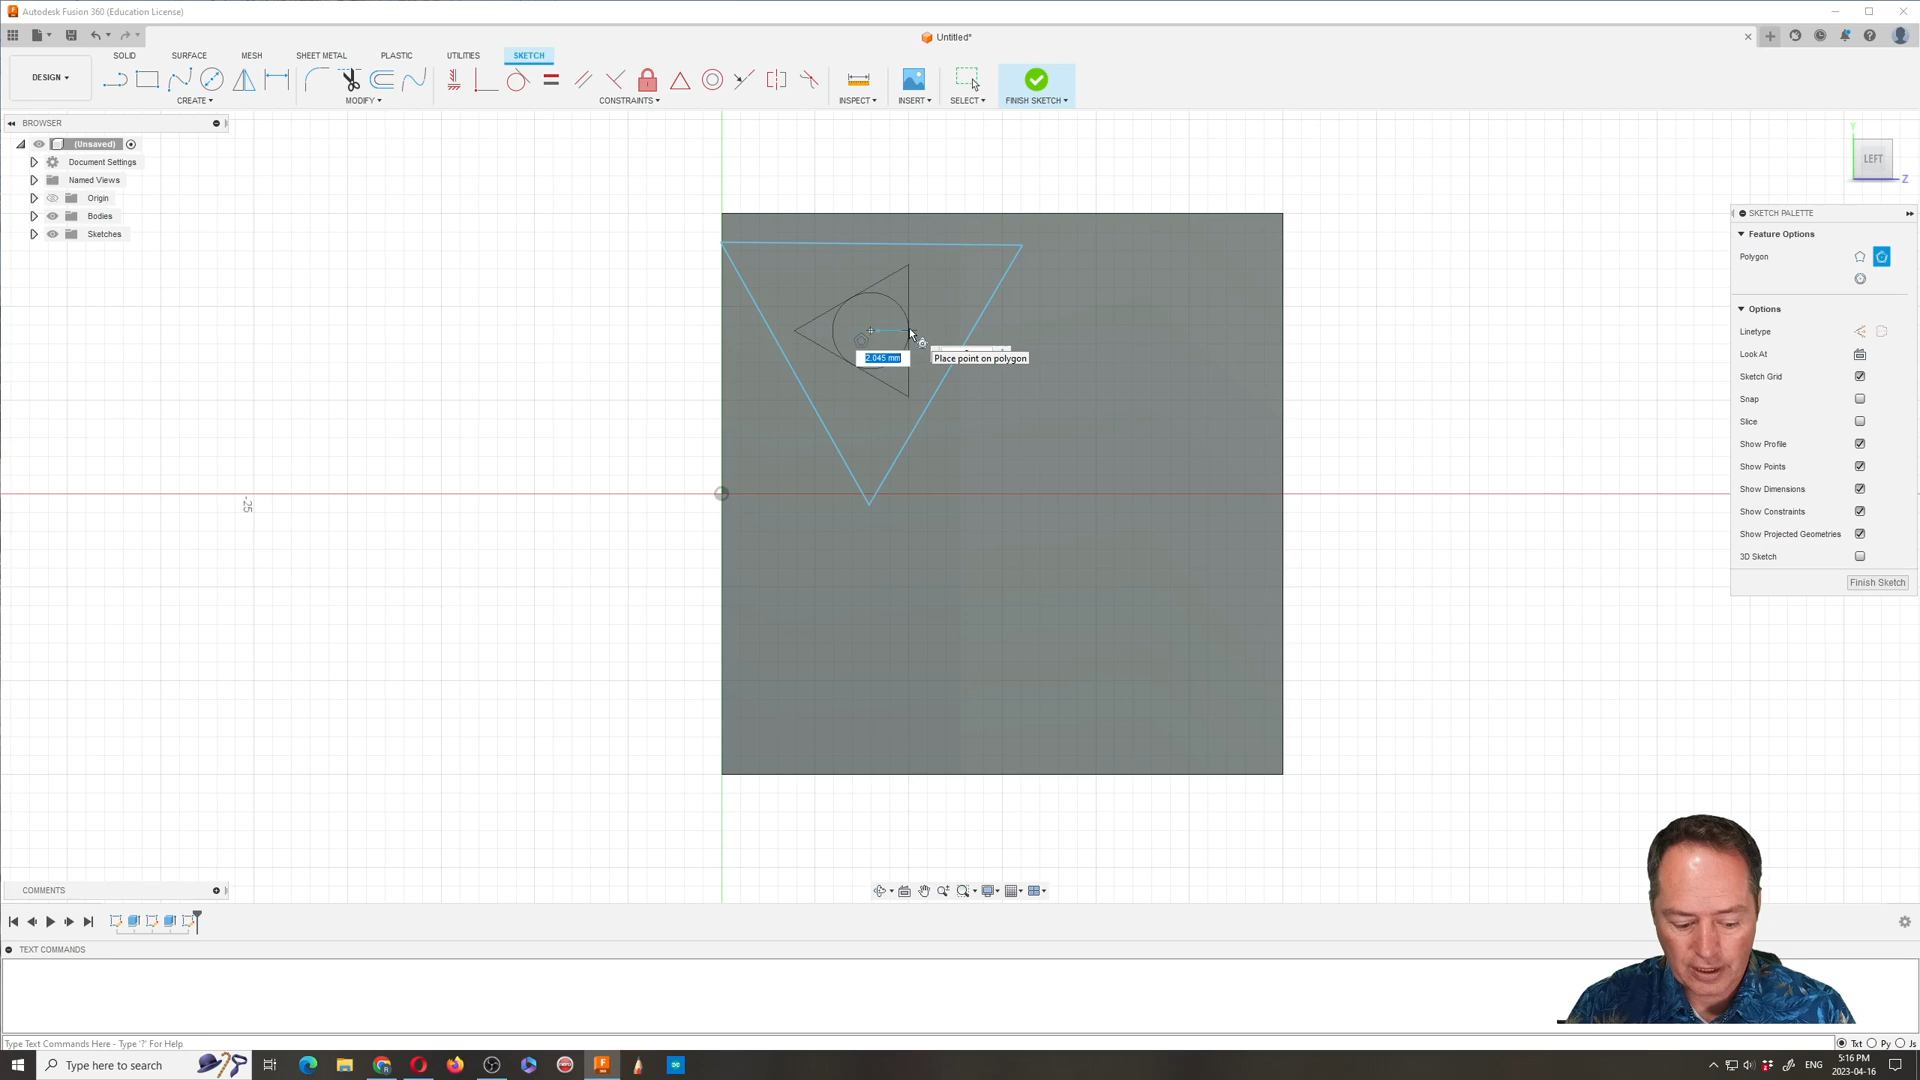 Autodesk Fusion 360 (Education License)
Untitled*
SOLID SURFACE MESH SHEET METAL PLASTIC UTILITIES SKETCH
DESIGN
CREATE MODIFY CONSTRAINTS INSPECT INSERT SELECT FINISH SKETCH
BROWSER
(Unsaved)
Document Settings
Named Views
Origin
Bodies
Sketches
Y
LEFT
Z
SKETCH PALETTE
Feature Options
Polygon
Options
Linetype
Look At
Sketch Grid
Snap
Slice
Show Profile
Show Points
Show Dimensions
Show Constraints
Show Projected Geometries
3D Sketch
Finish Sketch
2.045 mm
Place point on polygon
-25
COMMENTS
TEXT COMMANDS
Type Text Commands Here - Type '?' For Help
Txt Py Js
Type here to search
ENG
5:16 PM
2023-04-16